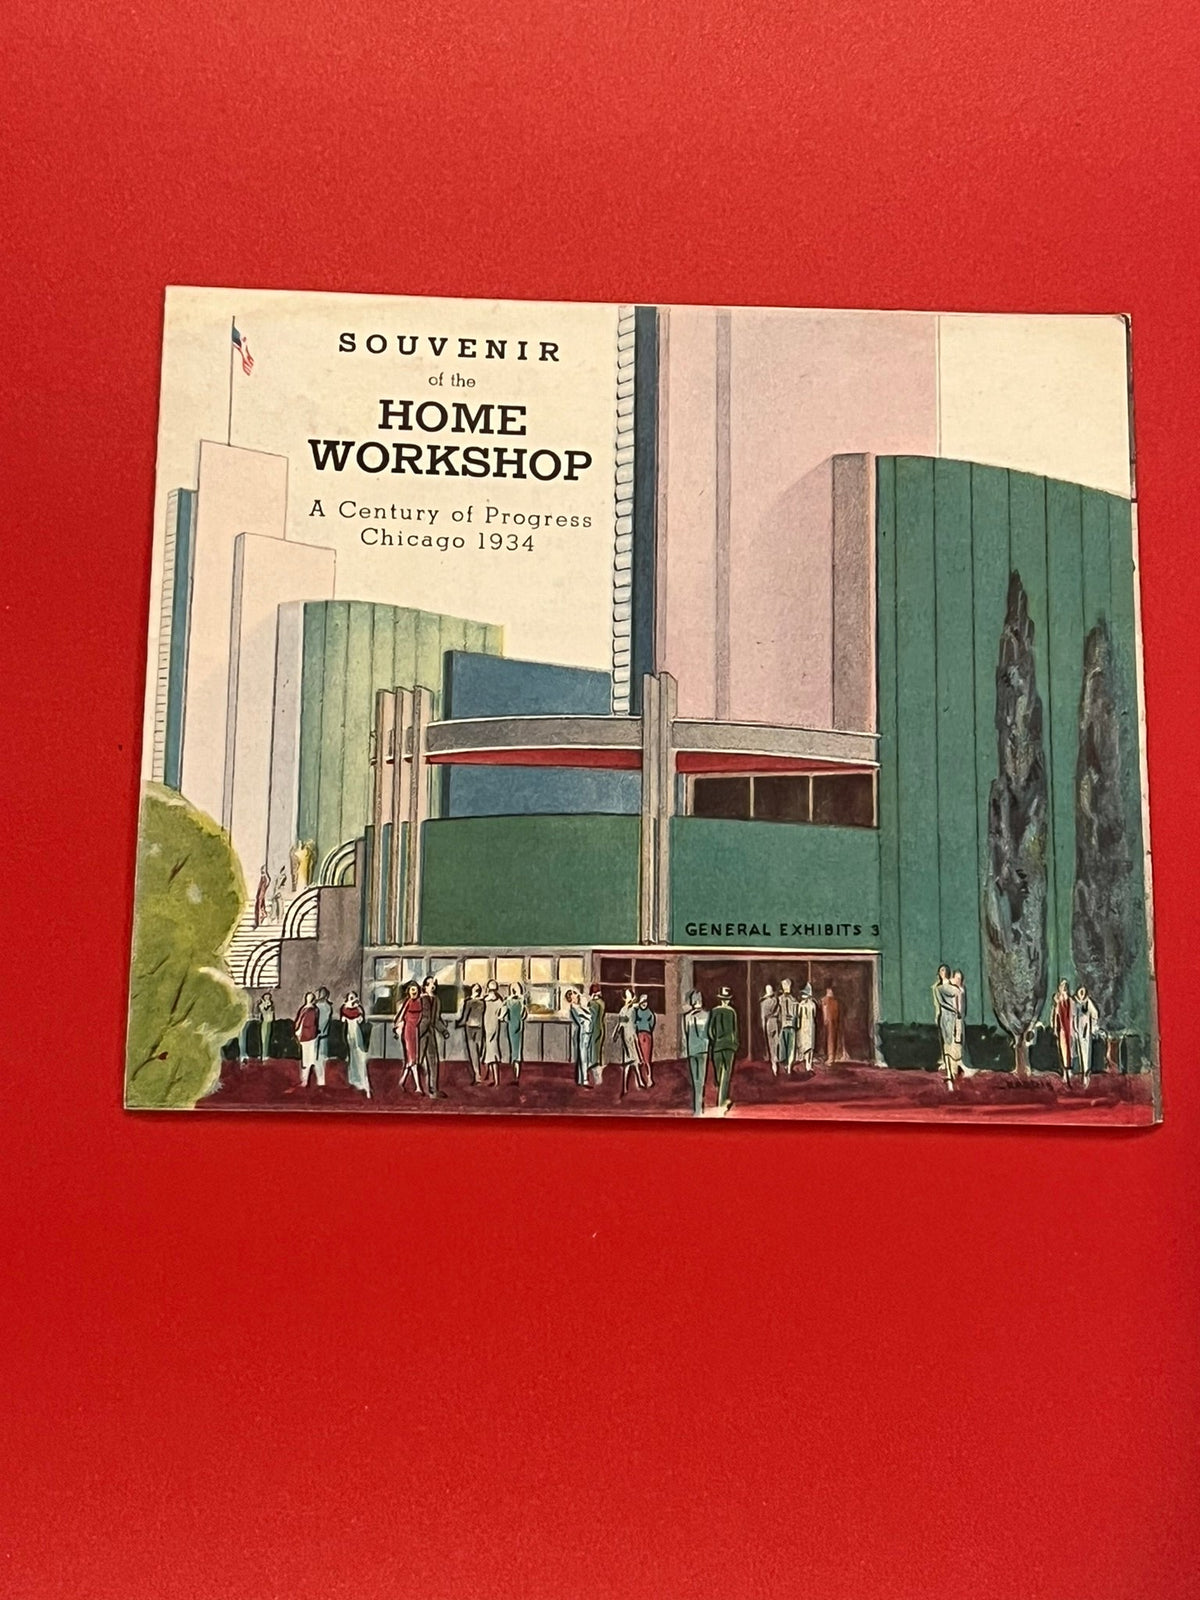 SOUVENIR
of the
HOME
WORKSHOP
A Century of Progress
Chicago 1934
GENERAL EXHIBITS 3